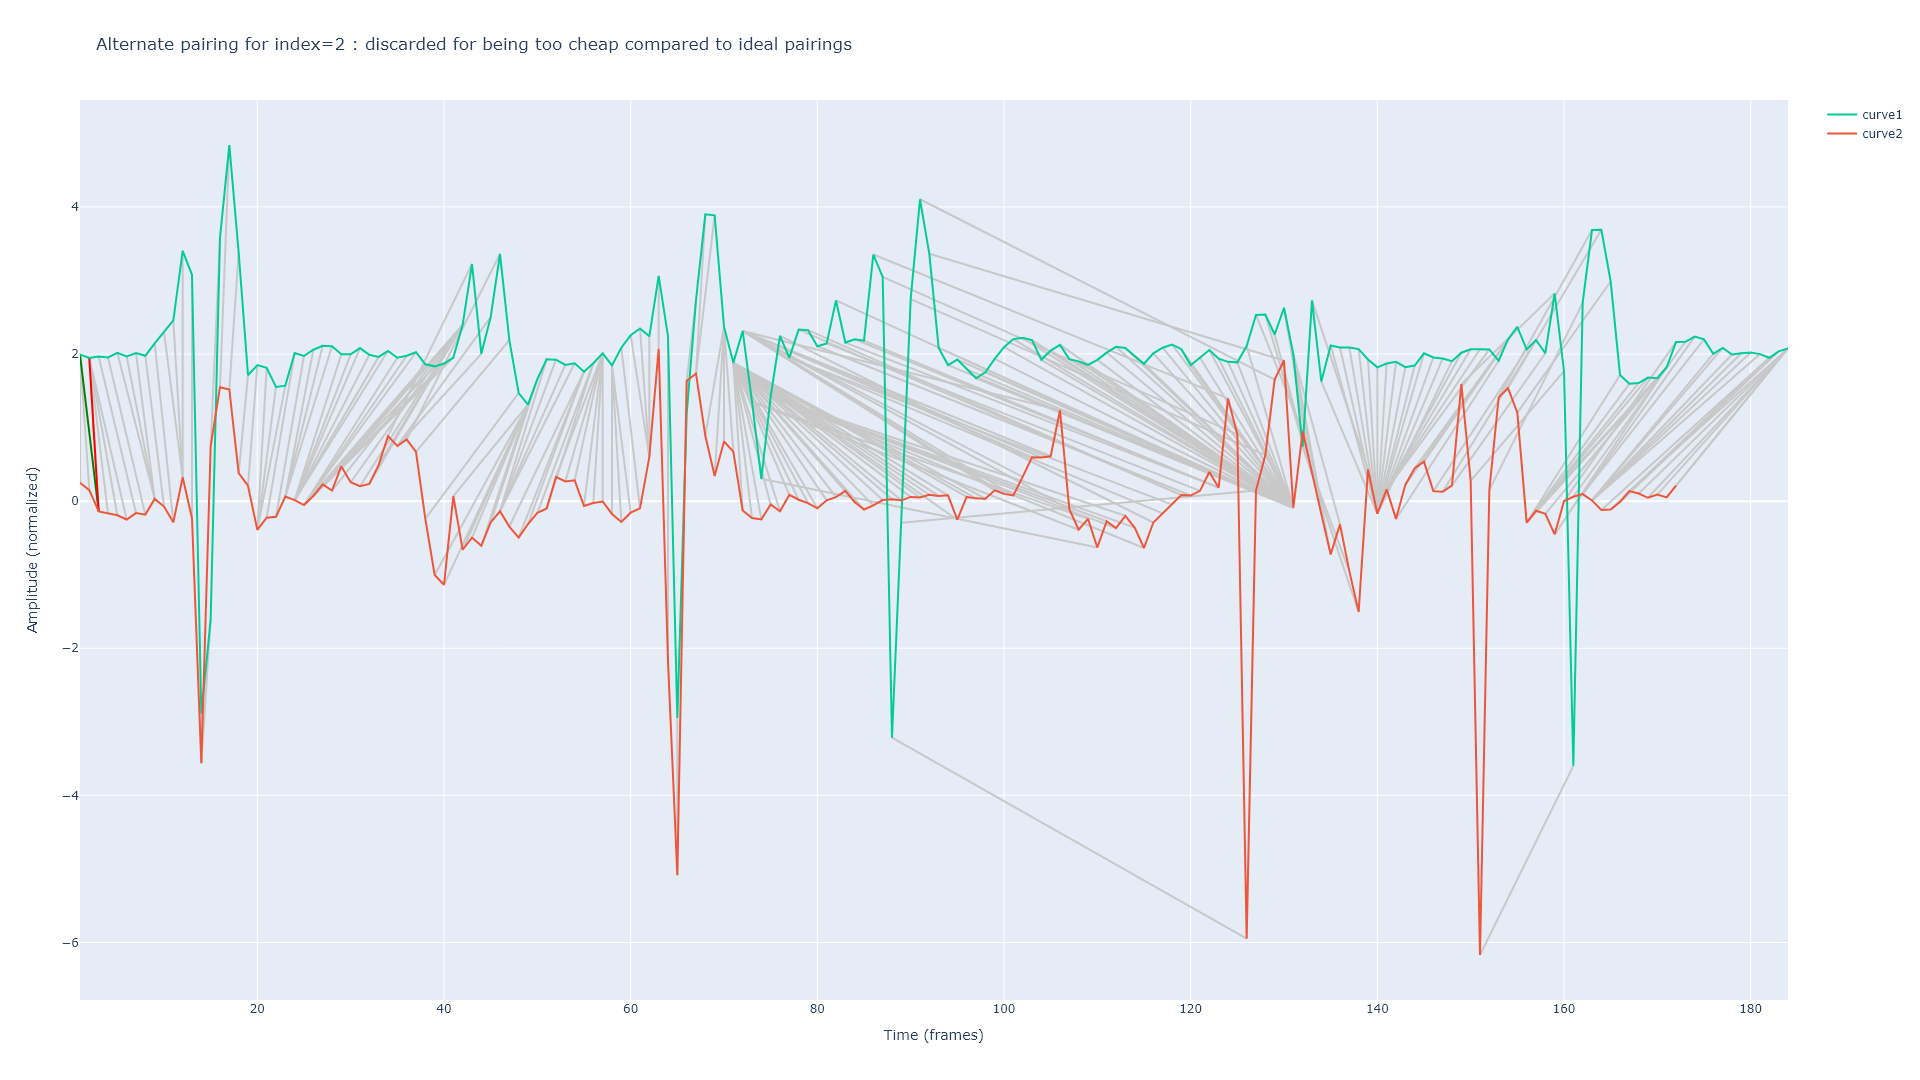 Alternate pairing for index=2 : discarded for being too cheap compared to ideal pairings
curve1
curve2
Amplitude (normalized)
4
2
0
−2
−4
−6
20 40 60 80 100 120 140 160 180
Time (frames)